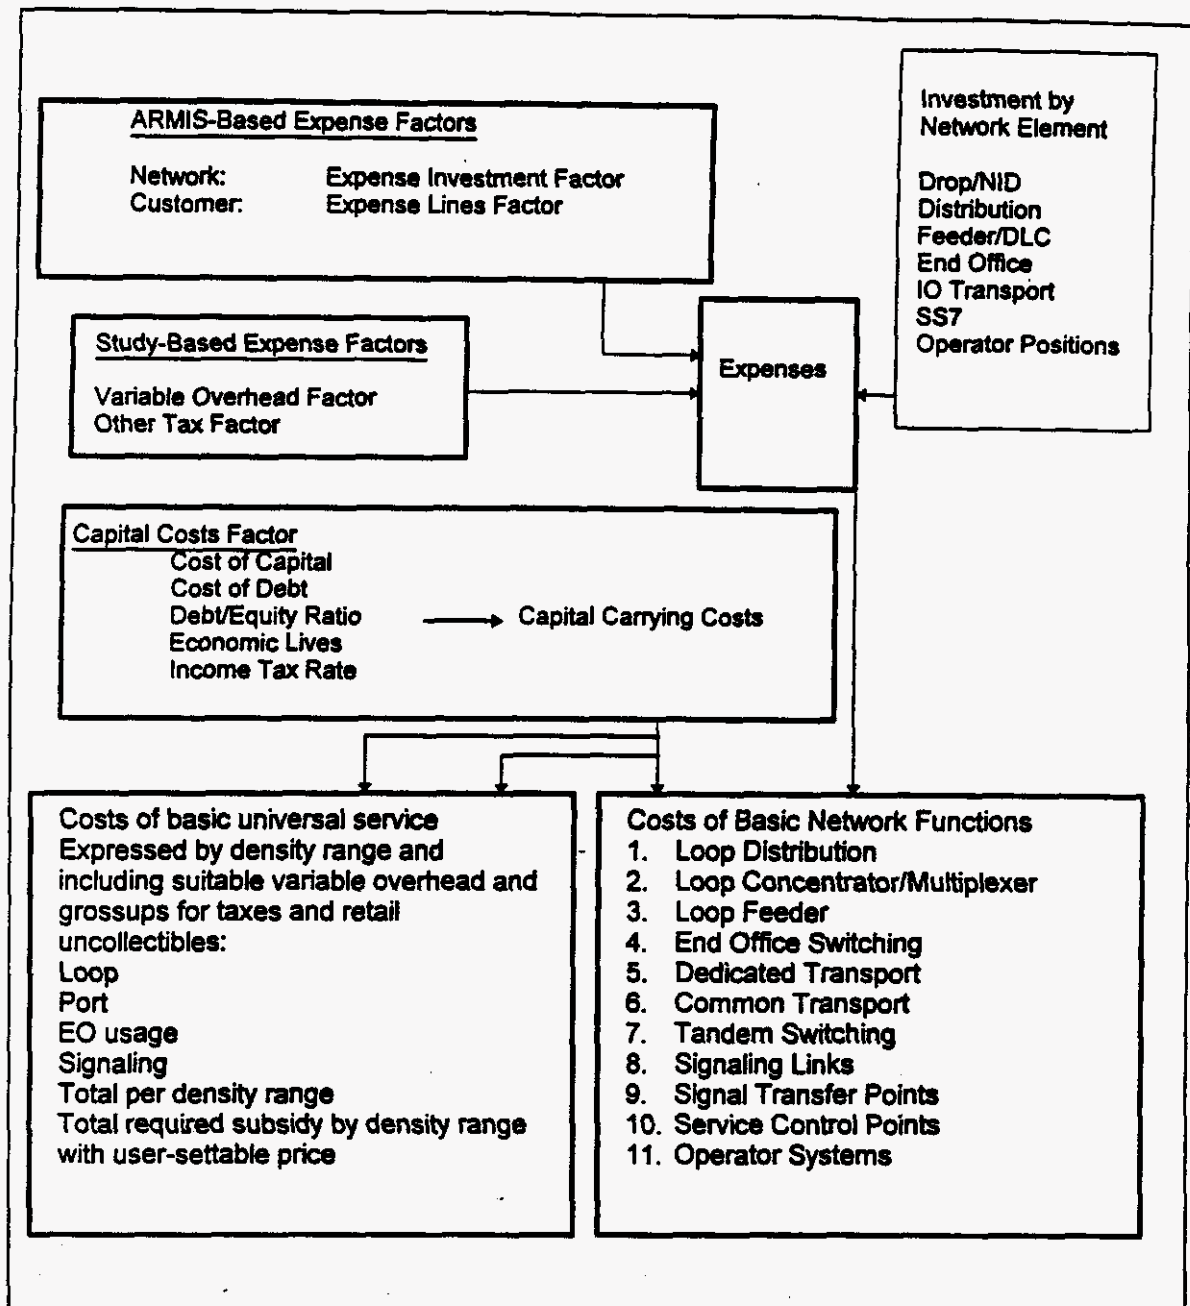 ARMIS-Based Expense Factors
Network: Expense Investment Factor
Customer: Expense Lines Factor
Investment by
Network Element
Drop/NID
Distribution
Feeder/DLC
End Office
IO Transport
SS7
Operator Positions
Study-Based Expense Factors
Variable Overhead Factor
Other Tax Factor
Expenses
Capital Costs Factor
Cost of Capital
Cost of Debt
Debt/Equity Ratio
Economic Lives
Income Tax Rate
Capital Carrying Costs
Costs of basic universal service
Expressed by density range and
including suitable variable overhead and
grossups for taxes and retail
uncollectibles:
Loop
Port
EO usage
Signaling
Total per density range
Total required subsidy by density range
with user-settable price
Costs of Basic Network Functions
1. Loop Distribution
2. Loop Concentrator/Multiplexer
3. Loop Feeder
4. End Office Switching
5. Dedicated Transport
6. Common Transport
7. Tandem Switching
8. Signaling Links
9. Signal Transfer Points
10. Service Control Points
11. Operator Systems